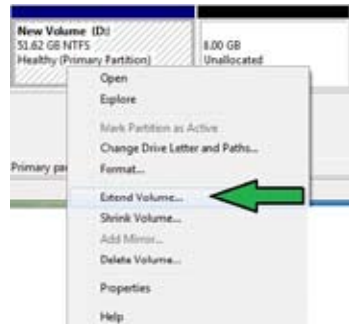 New Volume (D:)
51.62 GB NTFS
Healthy (Primary Partition)
8.00 GB
Unallocated
Open
Explore
Mark Partition as Active
Change Drive Letter and Paths...
Format...
Extend Volume...
Shrink Volume...
Add Mirror...
Delete Volume...
Properties
Help
Primary par